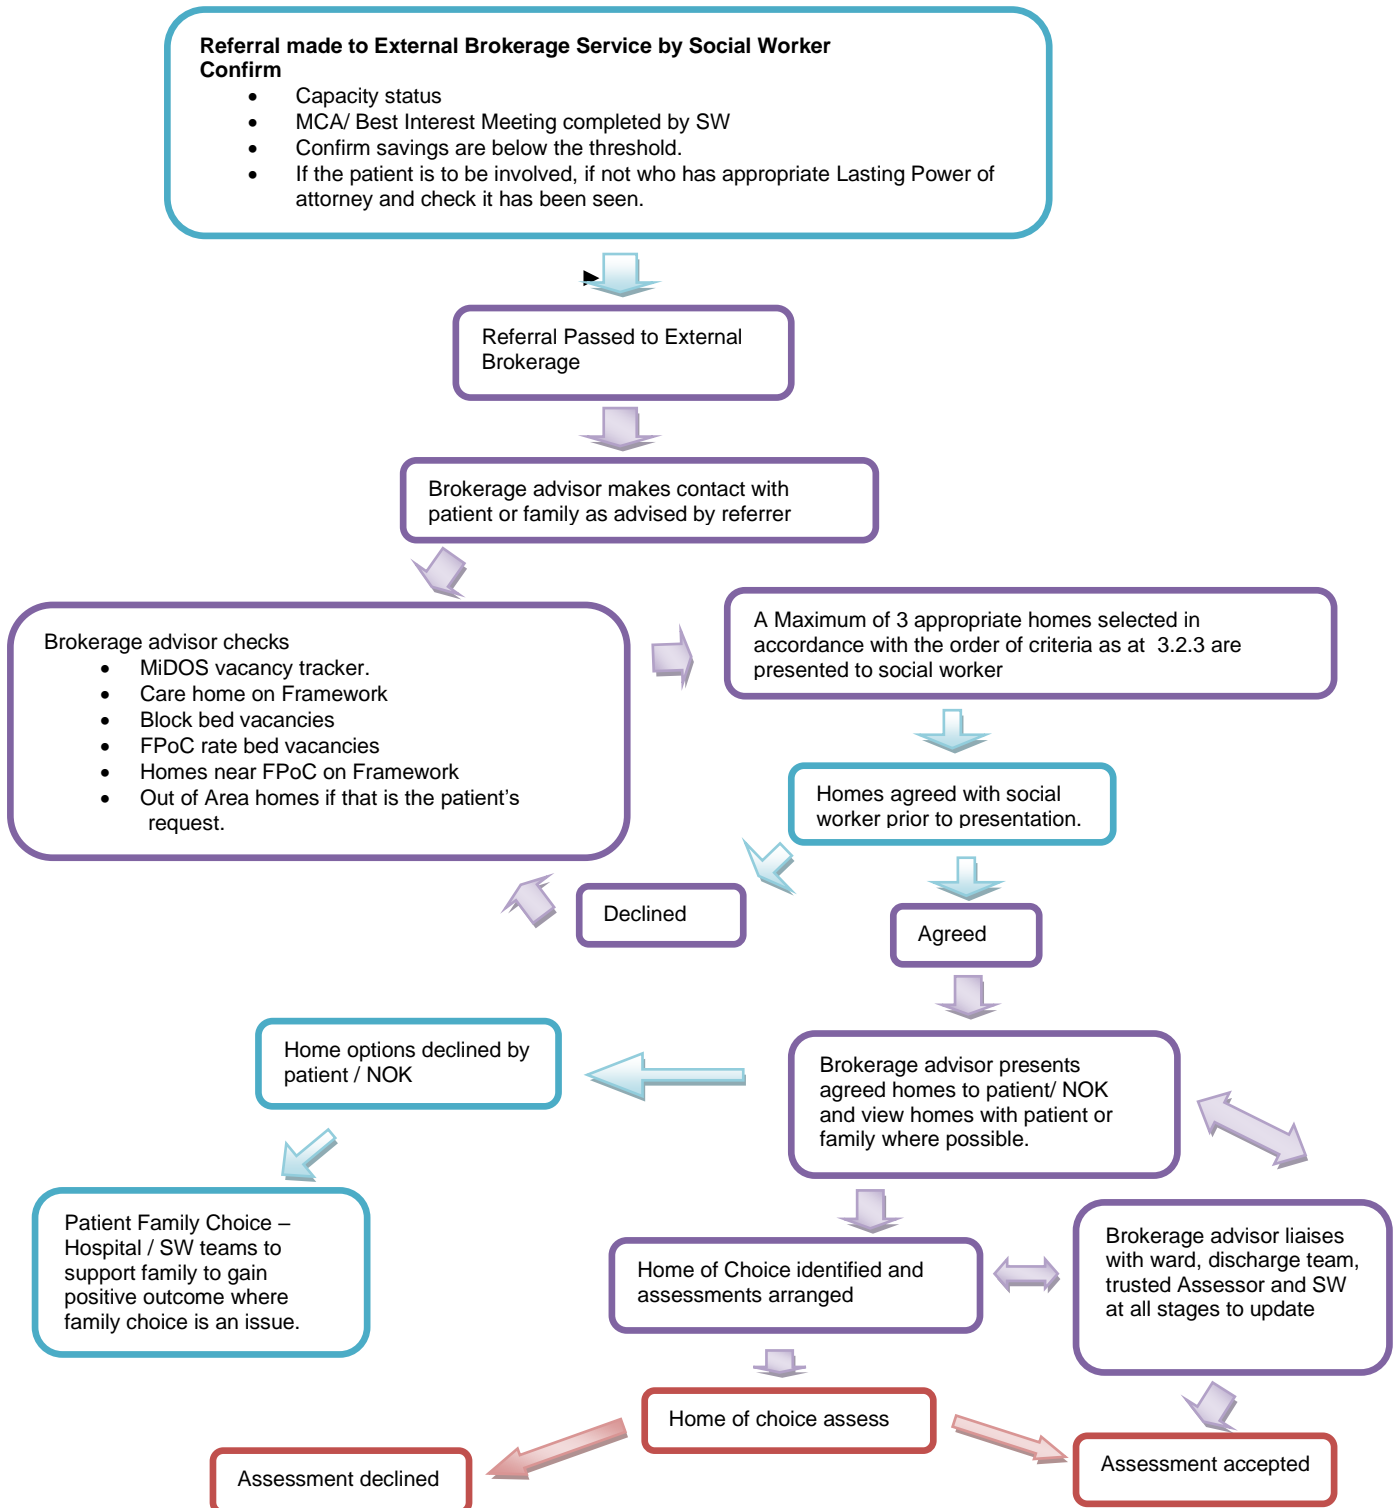 Referral made to External Brokerage Service by Social Worker
Confirm
• Capacity status
• MCA/ Best Interest Meeting completed by SW
• Confirm savings are below the threshold.
• If the patient is to be involved, if not who has appropriate Lasting Power of
attorney and check it has been seen.
Referral Passed to External
Brokerage
Brokerage advisor makes contact with
patient or family as advised by referrer
Brokerage advisor checks
• MiDOS vacancy tracker.
• Care home on Framework
• Block bed vacancies
• FPoC rate bed vacancies
• Homes near FPoC on Framework
• Out of Area homes if that is the patient's
request.
A Maximum of 3 appropriate homes selected in
accordance with the order of criteria as at 3.2.3 are
presented to social worker
Homes agreed with social
worker prior to presentation.
Declined
Agreed
Home options declined by
patient / NOK
Brokerage advisor presents
agreed homes to patient/ NOK
and view homes with patient or
family where possible.
Patient Family Choice –
Hospital / SW teams to
support family to gain
positive outcome where
family choice is an issue.
Home of Choice identified and
assessments arranged
Brokerage advisor liaises
with ward, discharge team,
trusted Assessor and SW
at all stages to update
Home of choice assess
Assessment declined
Assessment accepted